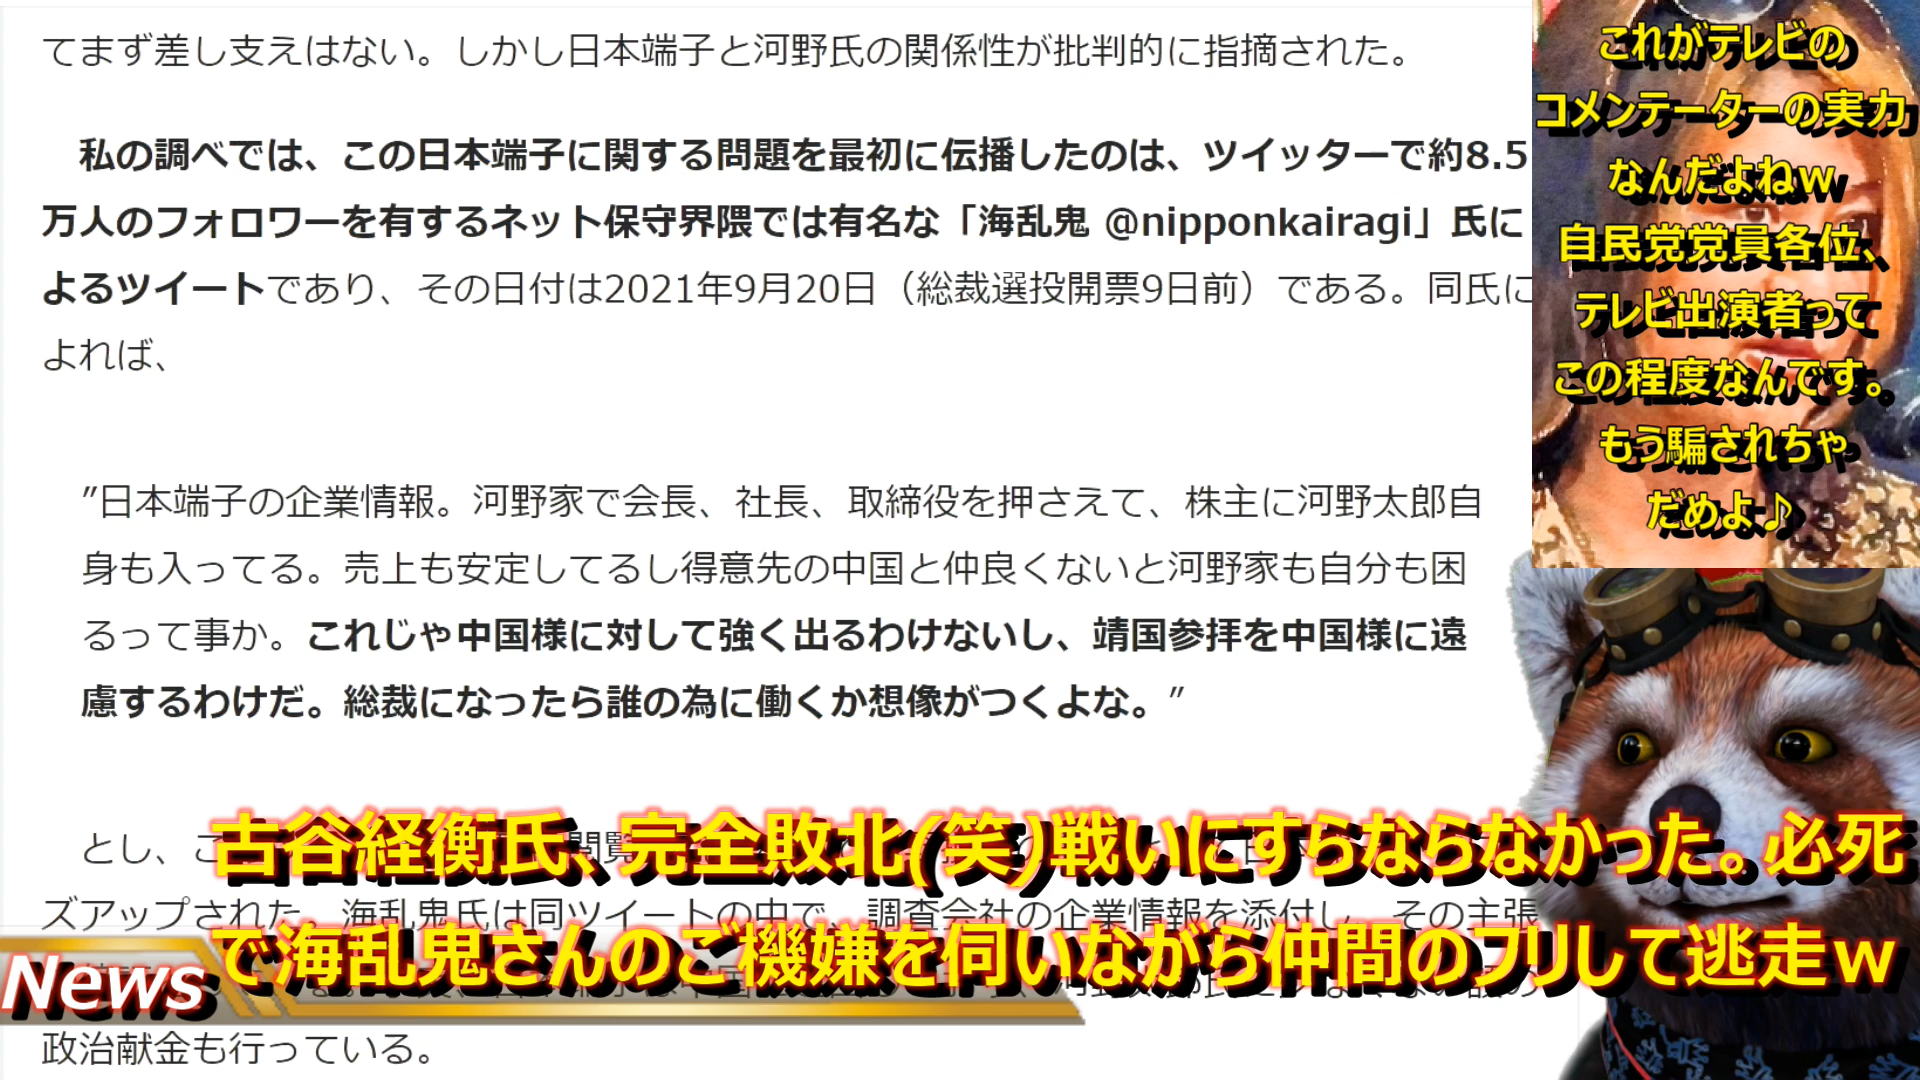 てまず差し支えはない。しかし日本端子と河野氏の関係性が批判的に指摘された。
私の調べでは、この日本端子に関する問題を最初に伝播したのは、ツイッターで約8.5
万人のフォロワーを有するネット保守界隈では有名な「海乱鬼 @nipponkairagi」氏に
よるツイートであり、その日付は2021年9月20日（総裁選投開票9日前）である。同氏に
よれば、
”日本端子の企業情報。河野家で会長、社長、取締役を押さえて、株主に河野太郎自
身も入ってる。売上も安定してるし得意先の中国と仲良くないと河野家も自分も困
るって事か。これじゃ中国様に対して強く出るわけないし、靖国参拝を中国様に遠
慮するわけだ。総裁になったら誰の為に働くか想像がつくよな。”
とし、こ
ズアップされた。海乱鬼氏は同ツイートの中で、調査会社の企業情報を添付し、その主張
政治献金も行っている。
これがテレビの
コメンテーターの実力
なんだよねw
自民党党員各位、
テレビ出演者って
この程度なんです。
もう騙されちゃ
だめよ♪
古谷経衡氏、完全敗北(笑)戦いにすらならなかった。必死
で海乱鬼さんのご機嫌を伺いながら仲間のフリして逃走w
News